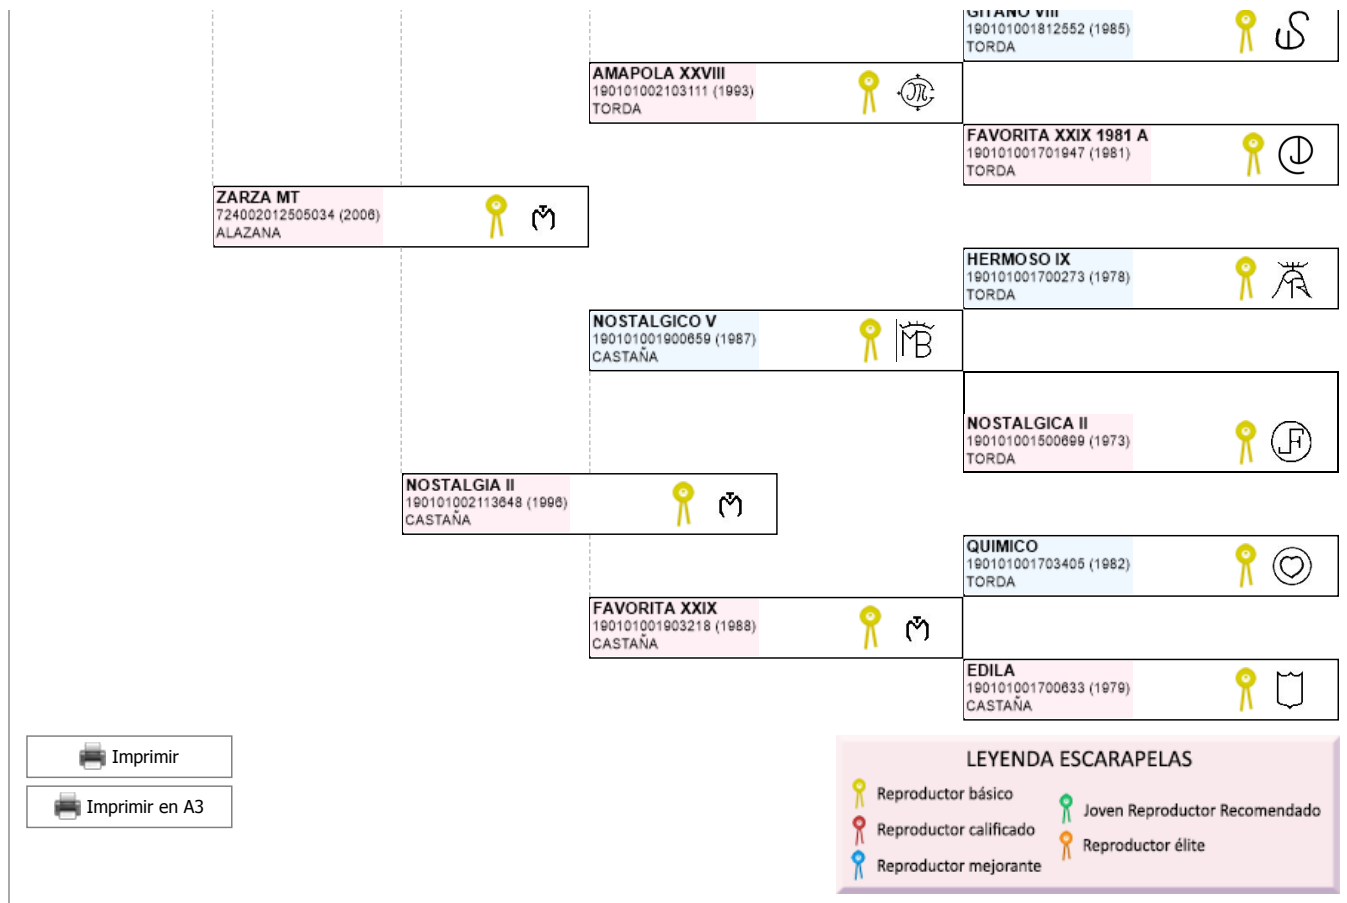 GITANO VIII
190101001812552 (1985)
TORDA
AMAPOLA XXVIII
190101002103111 (1993)
TORDA
FAVORITA XXIX 1981 A
190101001701947 (1981)
TORDA
ZARZA MT
724002012505034 (2006)
ALAZANA
HERMOSO IX
190101001700273 (1978)
TORDA
NOSTALGICO V
190101001900659 (1987)
CASTAÑA
NOSTALGICA II
190101001500699 (1973)
TORDA
NOSTALGIA II
190101002113648 (1996)
CASTAÑA
QUIMICO
190101001703405 (1982)
TORDA
FAVORITA XXIX
190101001903218 (1988)
CASTAÑA
EDILA
190101001700633 (1979)
CASTAÑA
Imprimir
Imprimir en A3
LEYENDA ESCARAPELAS
Reproductor básico
Reproductor calificado
Reproductor mejorante
Joven Reproductor Recomendado
Reproductor élite